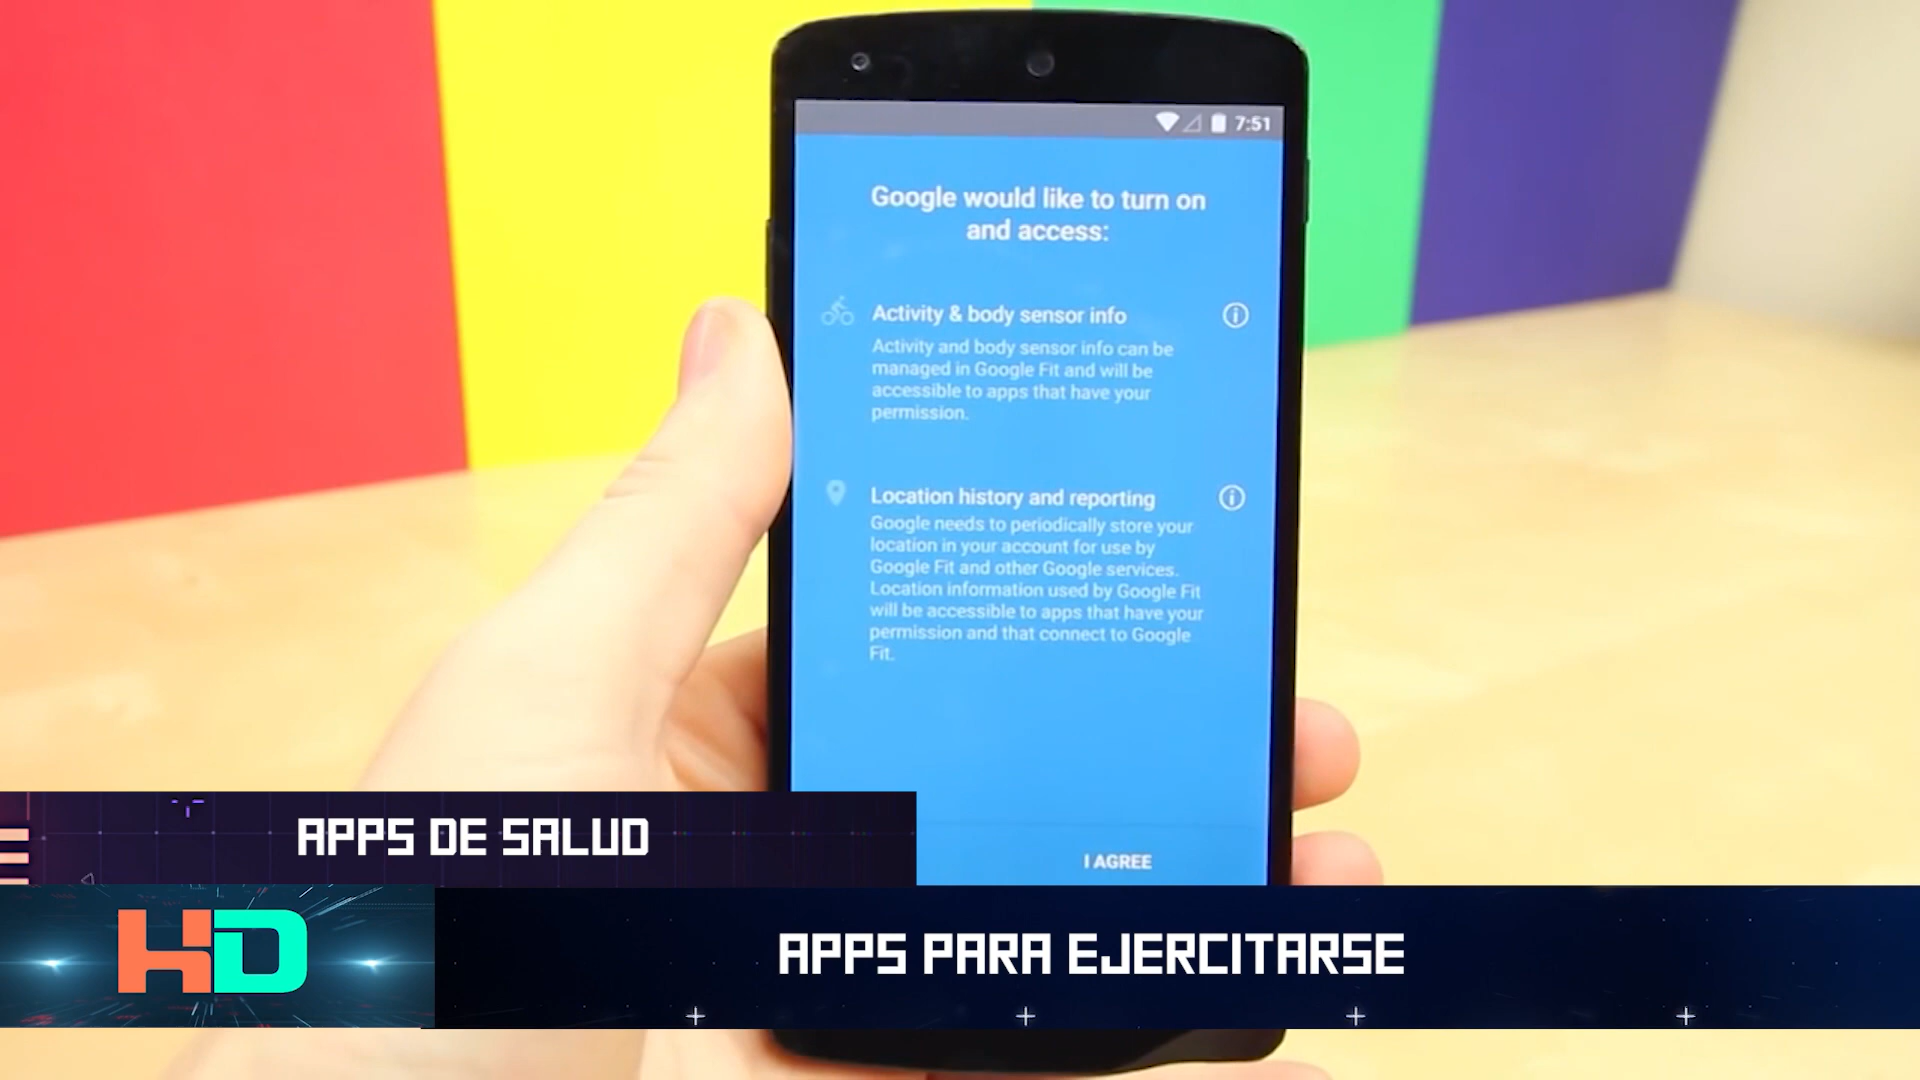 7:51
Google would like to turn on
and access:
Activity & body sensor info
Activity and body sensor info can be
managed in Google Fit and will be
accessible to apps that have your
permission.
Location history and reporting
Google needs to periodically store your
location in your account for use by
Google Fit and other Google services.
Location information used by Google Fit
will be accessible to apps that have your
permission and that connect to Google
Fit.
I AGREE
APPS DE SALUD
HD
APPS PARA EJERCITARSE